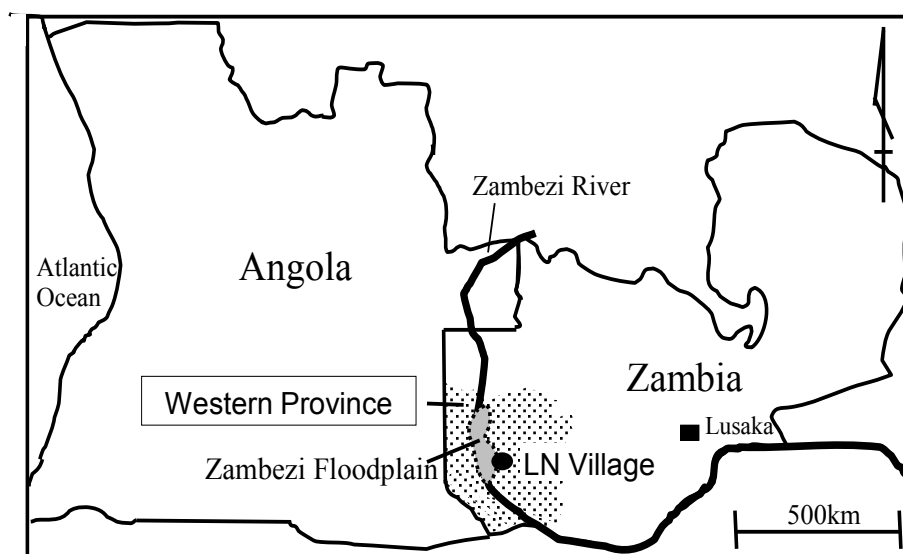 Zambezi River
Angola
Atlantic
Ocean
Zambia
Western Province
Lusaka
Zambezi Floodplain
LN Village
500km